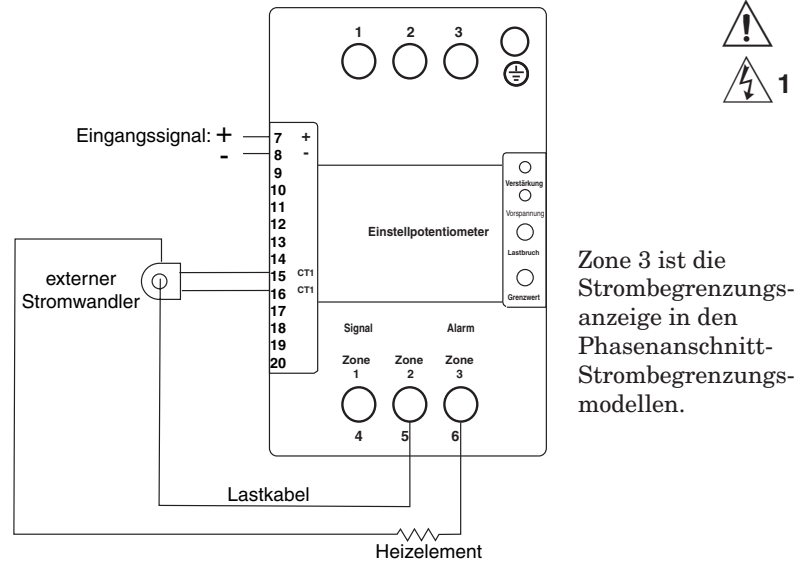 1 2 3
1
Eingangssignal: +
-
7 +
8 -
9
10
11
12
13
14
15 CT1
16 CT1
17
18
19
20
Verstärkung
Vorspannung
Einstellpotentiometer
Lastbruch
Grenzwert
externer
Stromwandler
Signal Alarm
Zone Zone Zone
1 2 3
4 5 6
Lastkabel
Heizelement
Zone 3 ist die
Strombegrenzungs-
anzeige in den
Phasenanschnitt-
Strombegrenzungs-
modellen.